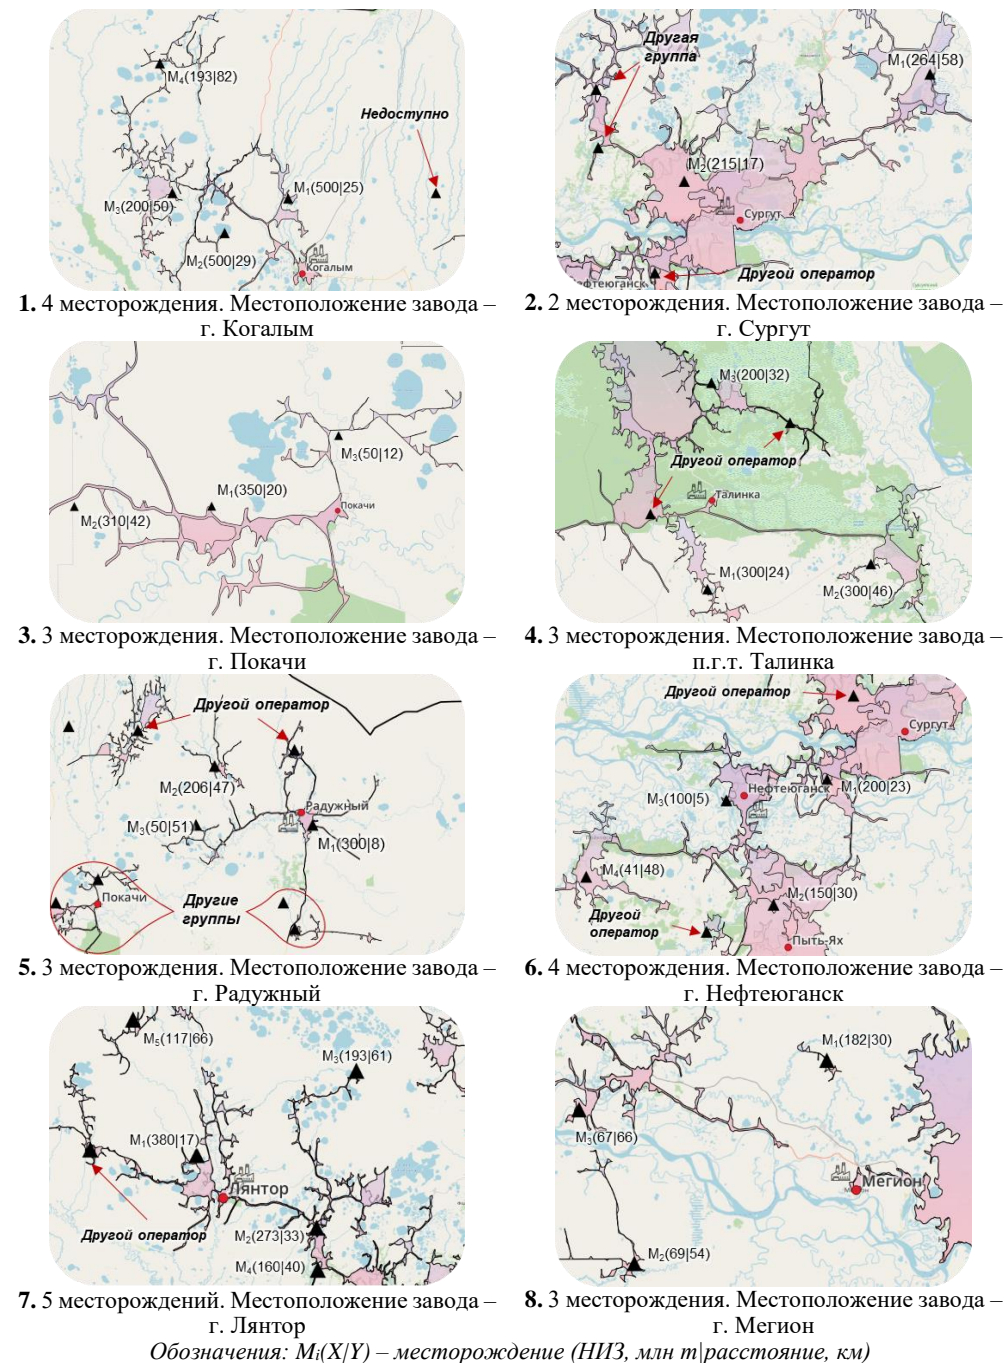 M₄(193|82)
Недоступно
M₁(500|25)
M₃(200|50)
M₂(500|29)
Когалым
1. 4 месторождения. Местоположение завода –
г. Когалым
Другая
группа
M₁(264|58)
M₂(215|17)
Сургут
Другой оператор
фтеюганск
2. 2 месторождения. Местоположение завода –
г. Сургут
M₃(50|12)
M₁(350|20)
Покачи
M₂(310|42)
3. 3 месторождения. Местоположение завода –
г. Покачи
M₃(200|32)
Другой оператор
Талинка
M₁(300|24)
M₂(300|46)
4. 3 месторождения. Местоположение завода –
п.г.т. Талинка
Другой оператор
M₂(206|47)
Радужный
M₃(50|51)
M₁(300|8)
Покачи
Другие
группы
5. 3 месторождения. Местоположение завода –
г. Радужный
Другой оператор
Сургут
M₁(200|23)
Нефтеюганск
M₃(100|5)
M₄(41|48)
M₂(150|30)
Другой
оператор
Пыть-Ях
6. 4 месторождения. Местоположение завода –
г. Нефтеюганск
M₅(117|66)
M₃(193|61)
M₁(380|17)
Лянтор
Другой оператор
M₂(273|33)
M₄(160|40)
7. 5 месторождений. Местоположение завода –
г. Лянтор
M₁(182|30)
M₃(67|66)
Мегион
M₂(69|54)
8. 3 месторождения. Местоположение завода –
г. Мегион
Обозначения: Mᵢ(X|Y) – месторождение (НИЗ, млн т|расстояние, км)